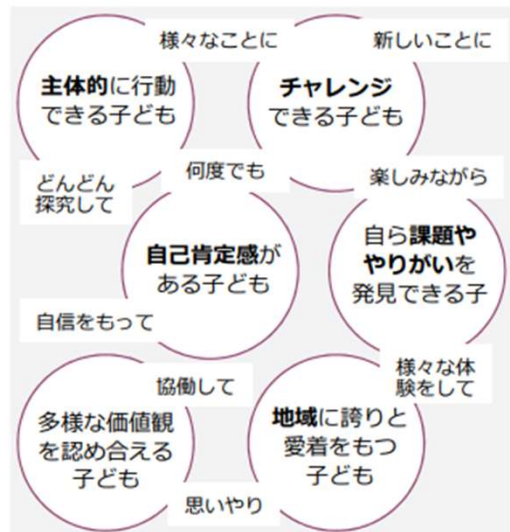 様々なことに
新しいことに
主体的に行動
できる子ども
チャレンジ
できる子ども
何度でも
どんどん
探究して
楽しみながら
自己肯定感が
ある子ども
自ら課題や
やりがいを
発見できる子
自信をもって
様々な体
験をして
協働して
多様な価値観
を認め合える
子ども
地域に誇りと
愛着をもつ
子ども
思いやり